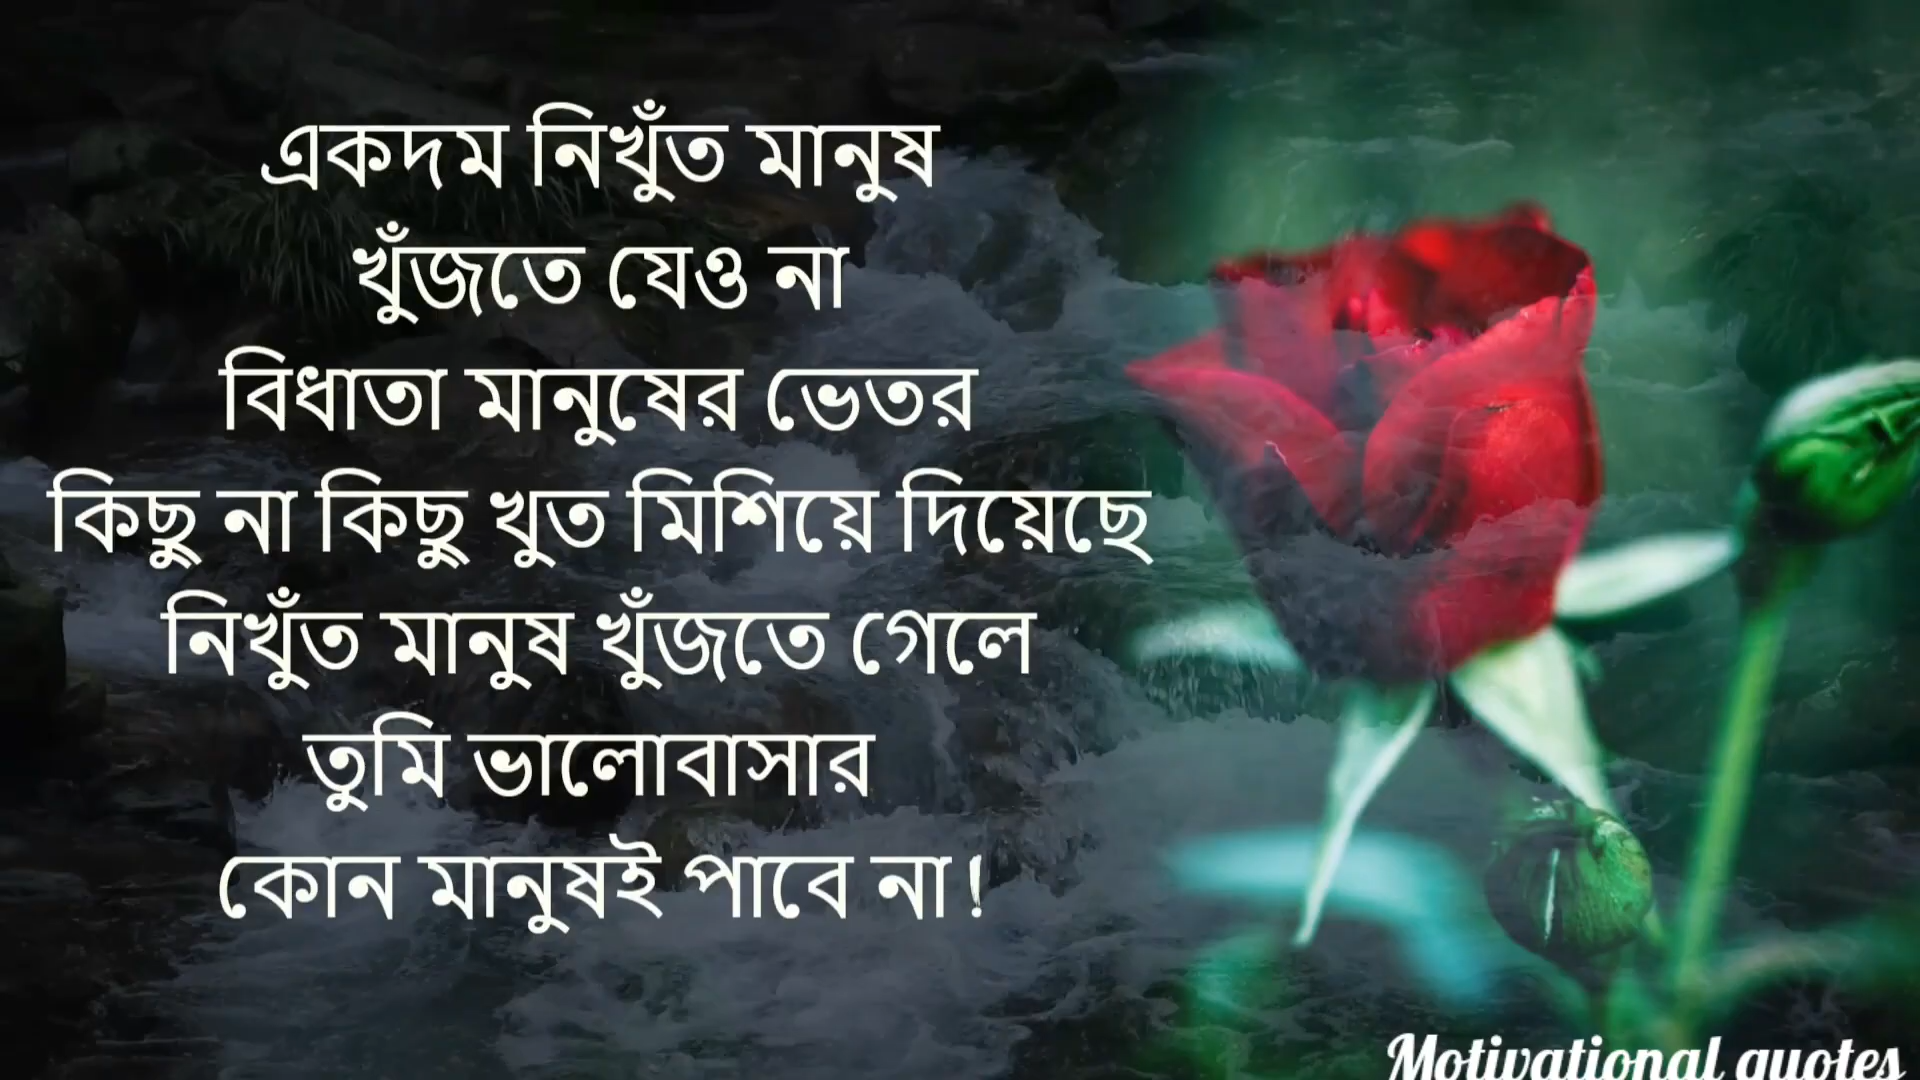 একদম নিখুঁত মানুষ
খুঁজতে যেও না
বিধাতা মানুষের ভেতর
কিছু না কিছু খুত মিশিয়ে দিয়েছে
নিখুঁত মানুষ খুঁজতে গেলে
তুমি ভালোবাসার
কোন মানুষই পাবে না!
Motivational quotes